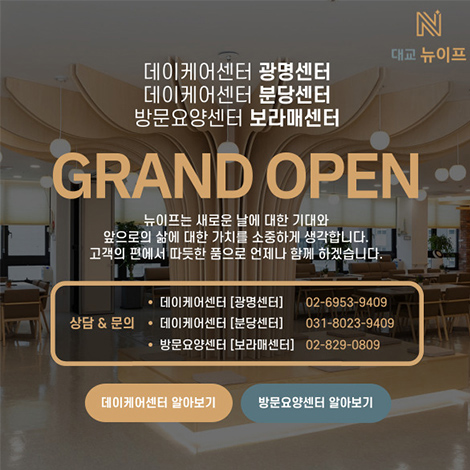 대교 뉴이프
데이케어센터 광명센터
데이케어센터 분당센터
방문요양센터 보라매센터
GRAND OPEN
뉴이프는 새로운 날에 대한 기대와
앞으로의 삶에 대한 가치를 소중하게 생각합니다.
고객의 편에서 따듯한 품으로 언제나 함께 하겠습니다.
상담 & 문의
• 데이케어센터 [광명센터] 02-6953-9409
• 데이케어센터 [분당센터] 031-8023-9409
• 방문요양센터 [보라매센터] 02-829-0809
데이케어센터 알아보기
방문요양센터 알아보기